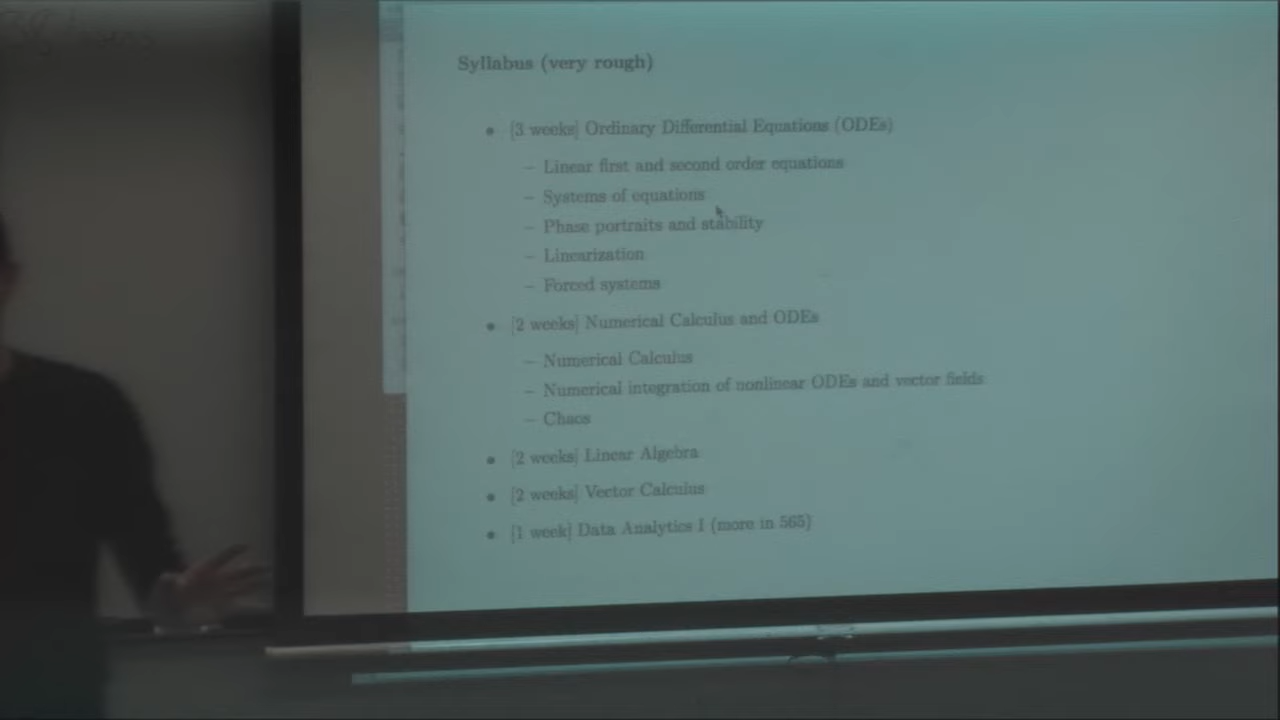 Syllabus (very rough)
• [3 weeks] Ordinary Differential Equations (ODEs)
– Linear first and second order equations
– Systems of equations
– Phase portraits and stability
– Linearization
– Forced systems
• [2 weeks] Numerical Calculus and ODEs
– Numerical Calculus
– Numerical integration of nonlinear ODEs and vector fields
– Chaos
• [2 weeks] Linear Algebra
• [2 weeks] Vector Calculus
• [1 week] Data Analytics I (more in 565)